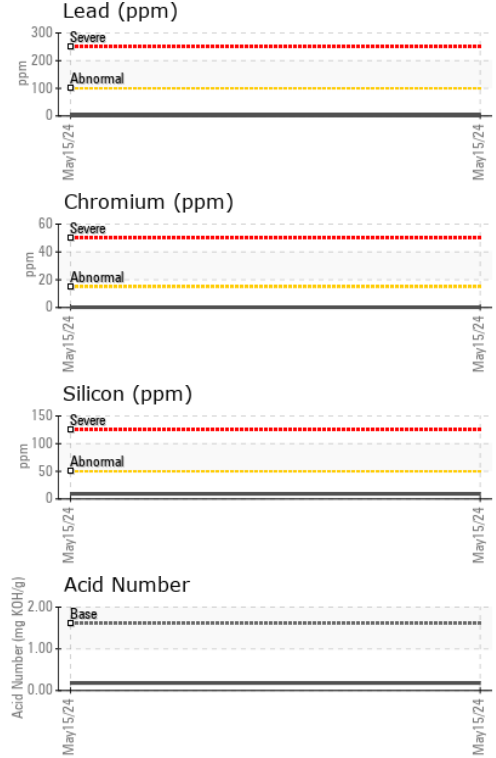 Lead (ppm)
300
Severe
200
ppm
Abnormal
100
0
May15/24
May15/24
Chromium (ppm)
60
Severe
40
ppm
Abnormal
20
0
May15/24
May15/24
Silicon (ppm)
150
Severe
100
ppm
Abnormal
50
0
May15/24
May15/24
Acid Number
2.00
Base
Acid Number (mg KOH/g)
1.00
0.00
May15/24
May15/24